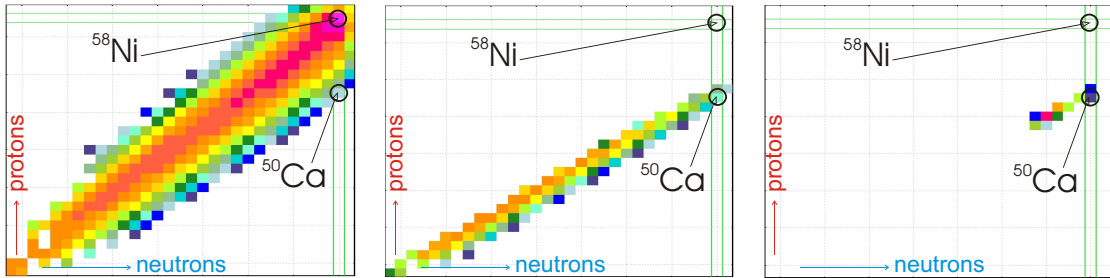 ⁵⁸Ni
⁵⁰Ca
protons
neutrons
⁵⁸Ni
⁵⁰Ca
protons
neutrons
⁵⁸Ni
⁵⁰Ca
protons
neutrons